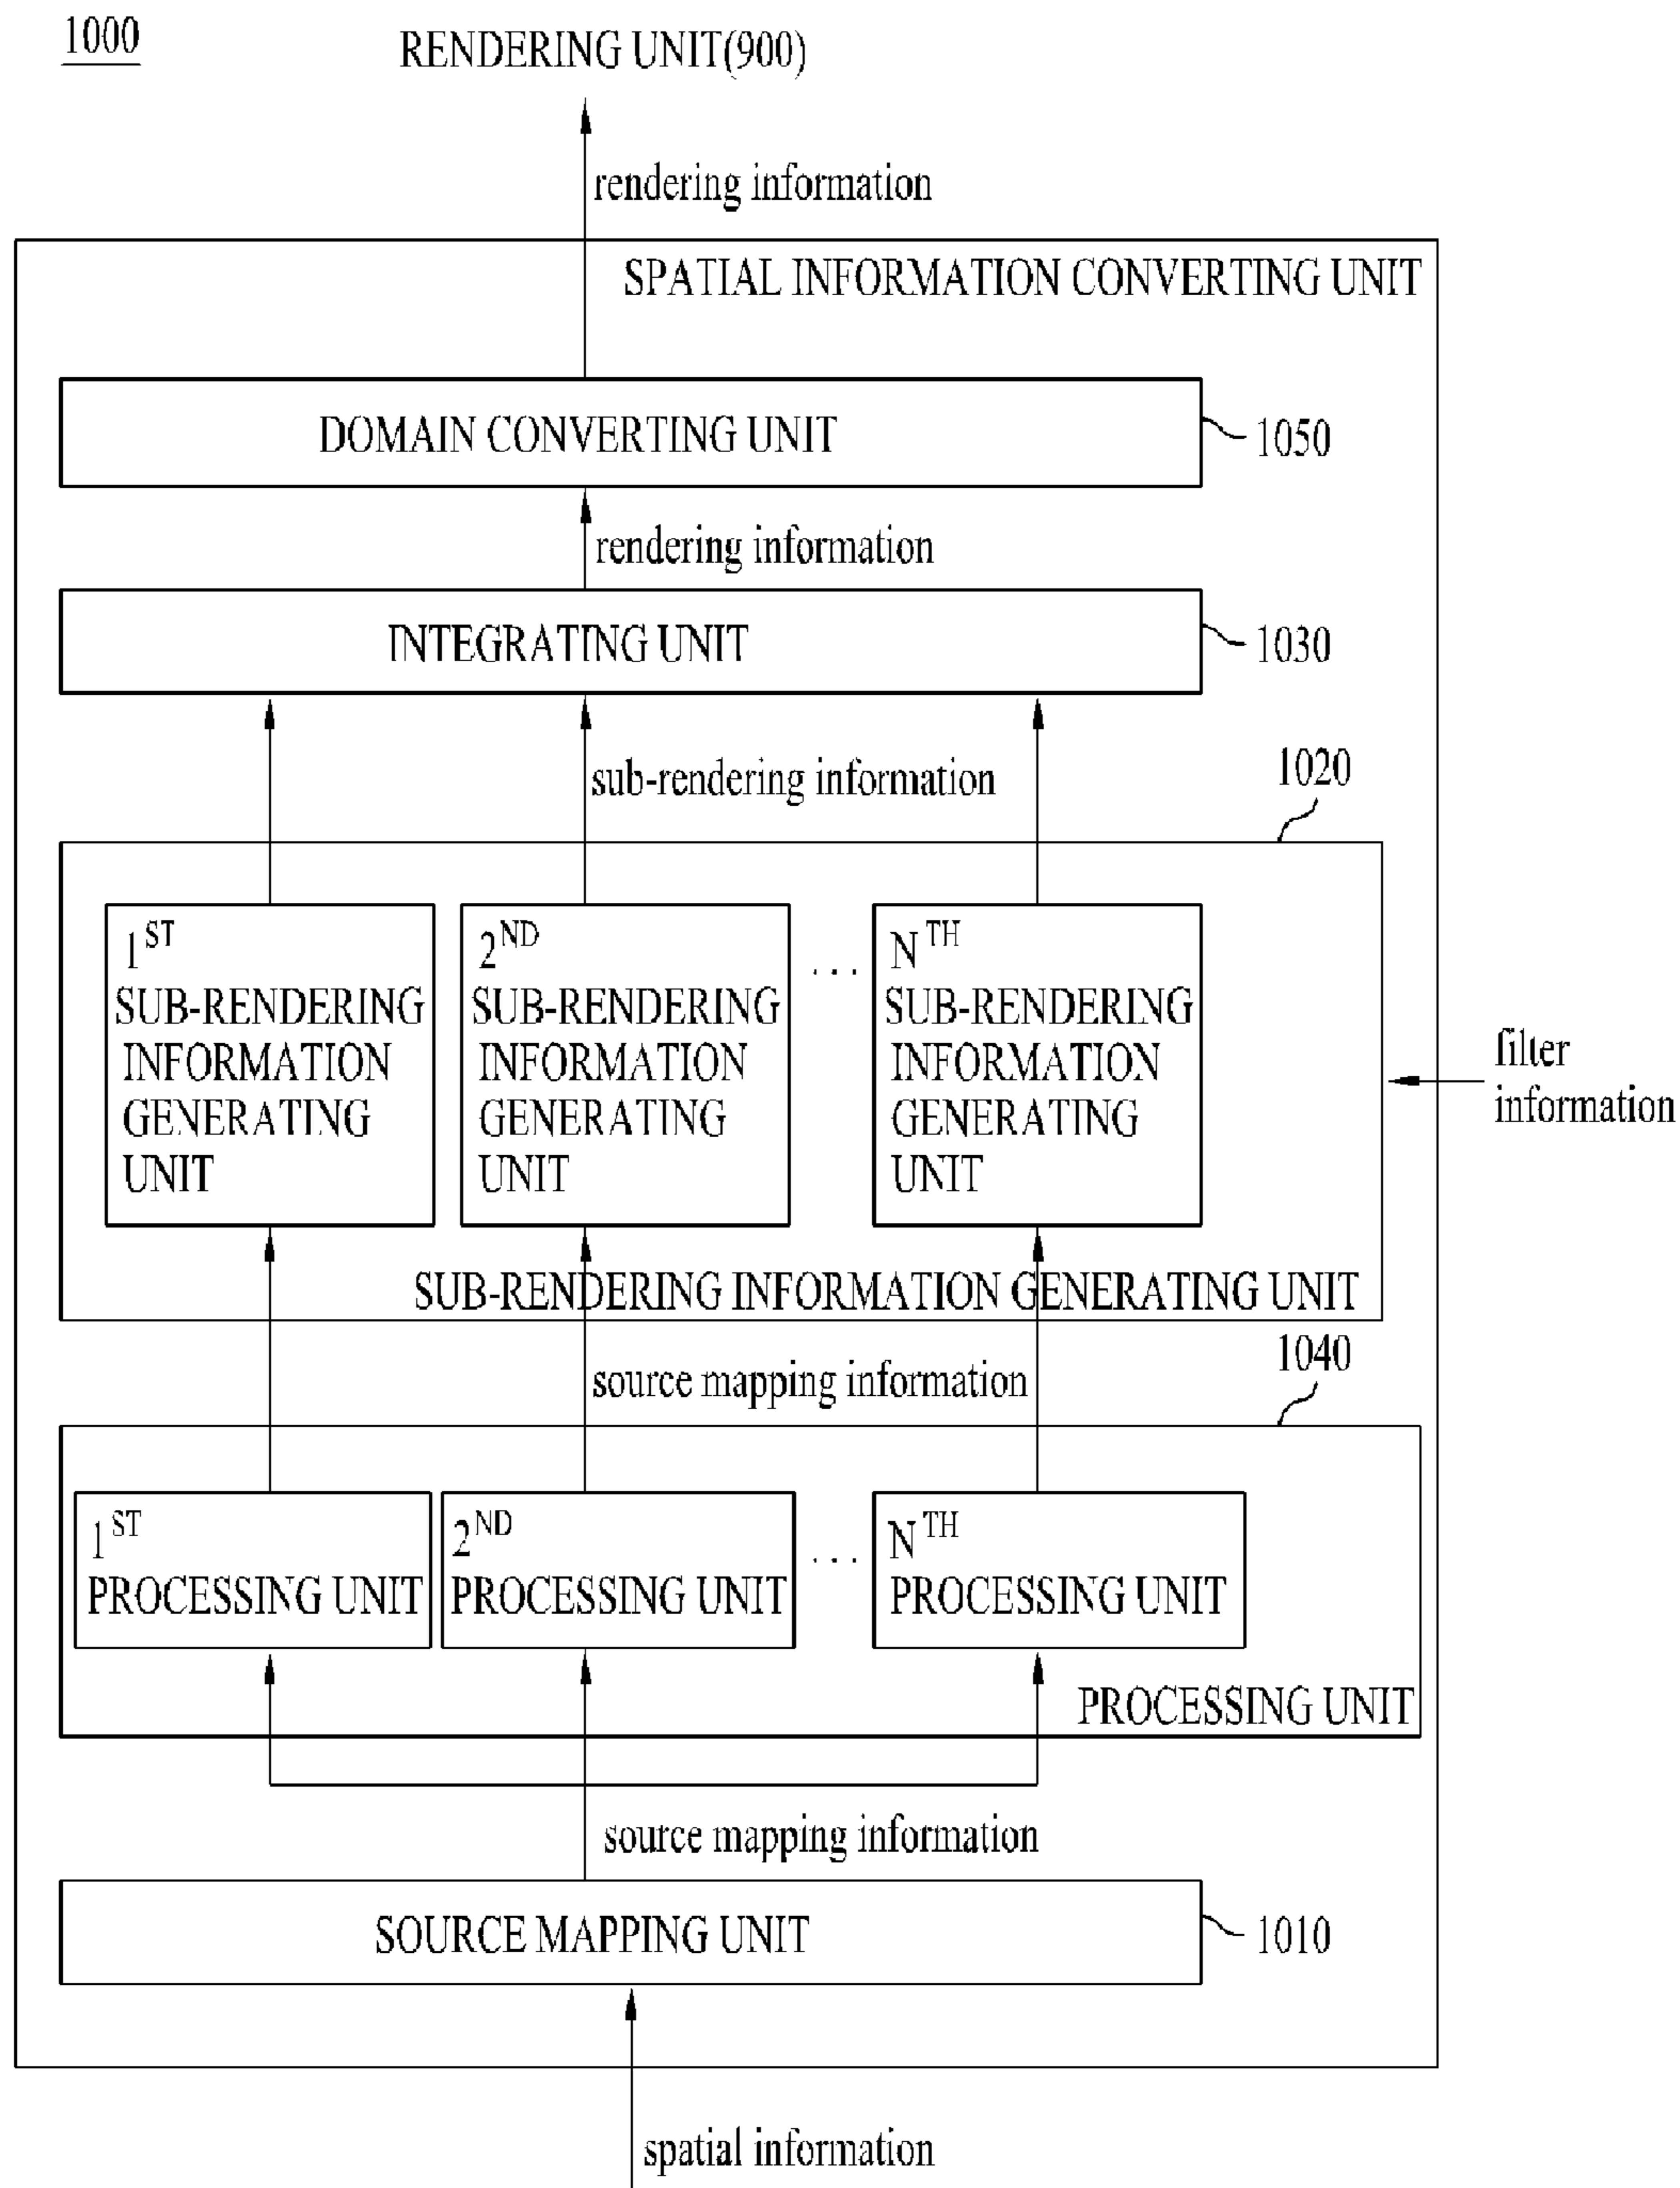 1000
RENDERING UNIT(900)
rendering information
SPATIAL INFORMATION CONVERTING UNIT
DOMAIN CONVERTING UNIT
1050
rendering information
INTEGRATING UNIT
1030
sub-rendering information
1020
1ST
SUB-RENDERING
INFORMATION
GENERATING
UNIT
2ND
SUB-RENDERING
INFORMATION
GENERATING
UNIT
. . .
NTH
SUB-RENDERING
INFORMATION
GENERATING
UNIT
filter
information
SUB-RENDERING INFORMATION GENERATING UNIT
source mapping information
1040
1ST
PROCESSING UNIT
2ND
PROCESSING UNIT
. . .
NTH
PROCESSING UNIT
PROCESSING UNIT
source mapping information
SOURCE MAPPING UNIT
1010
spatial information